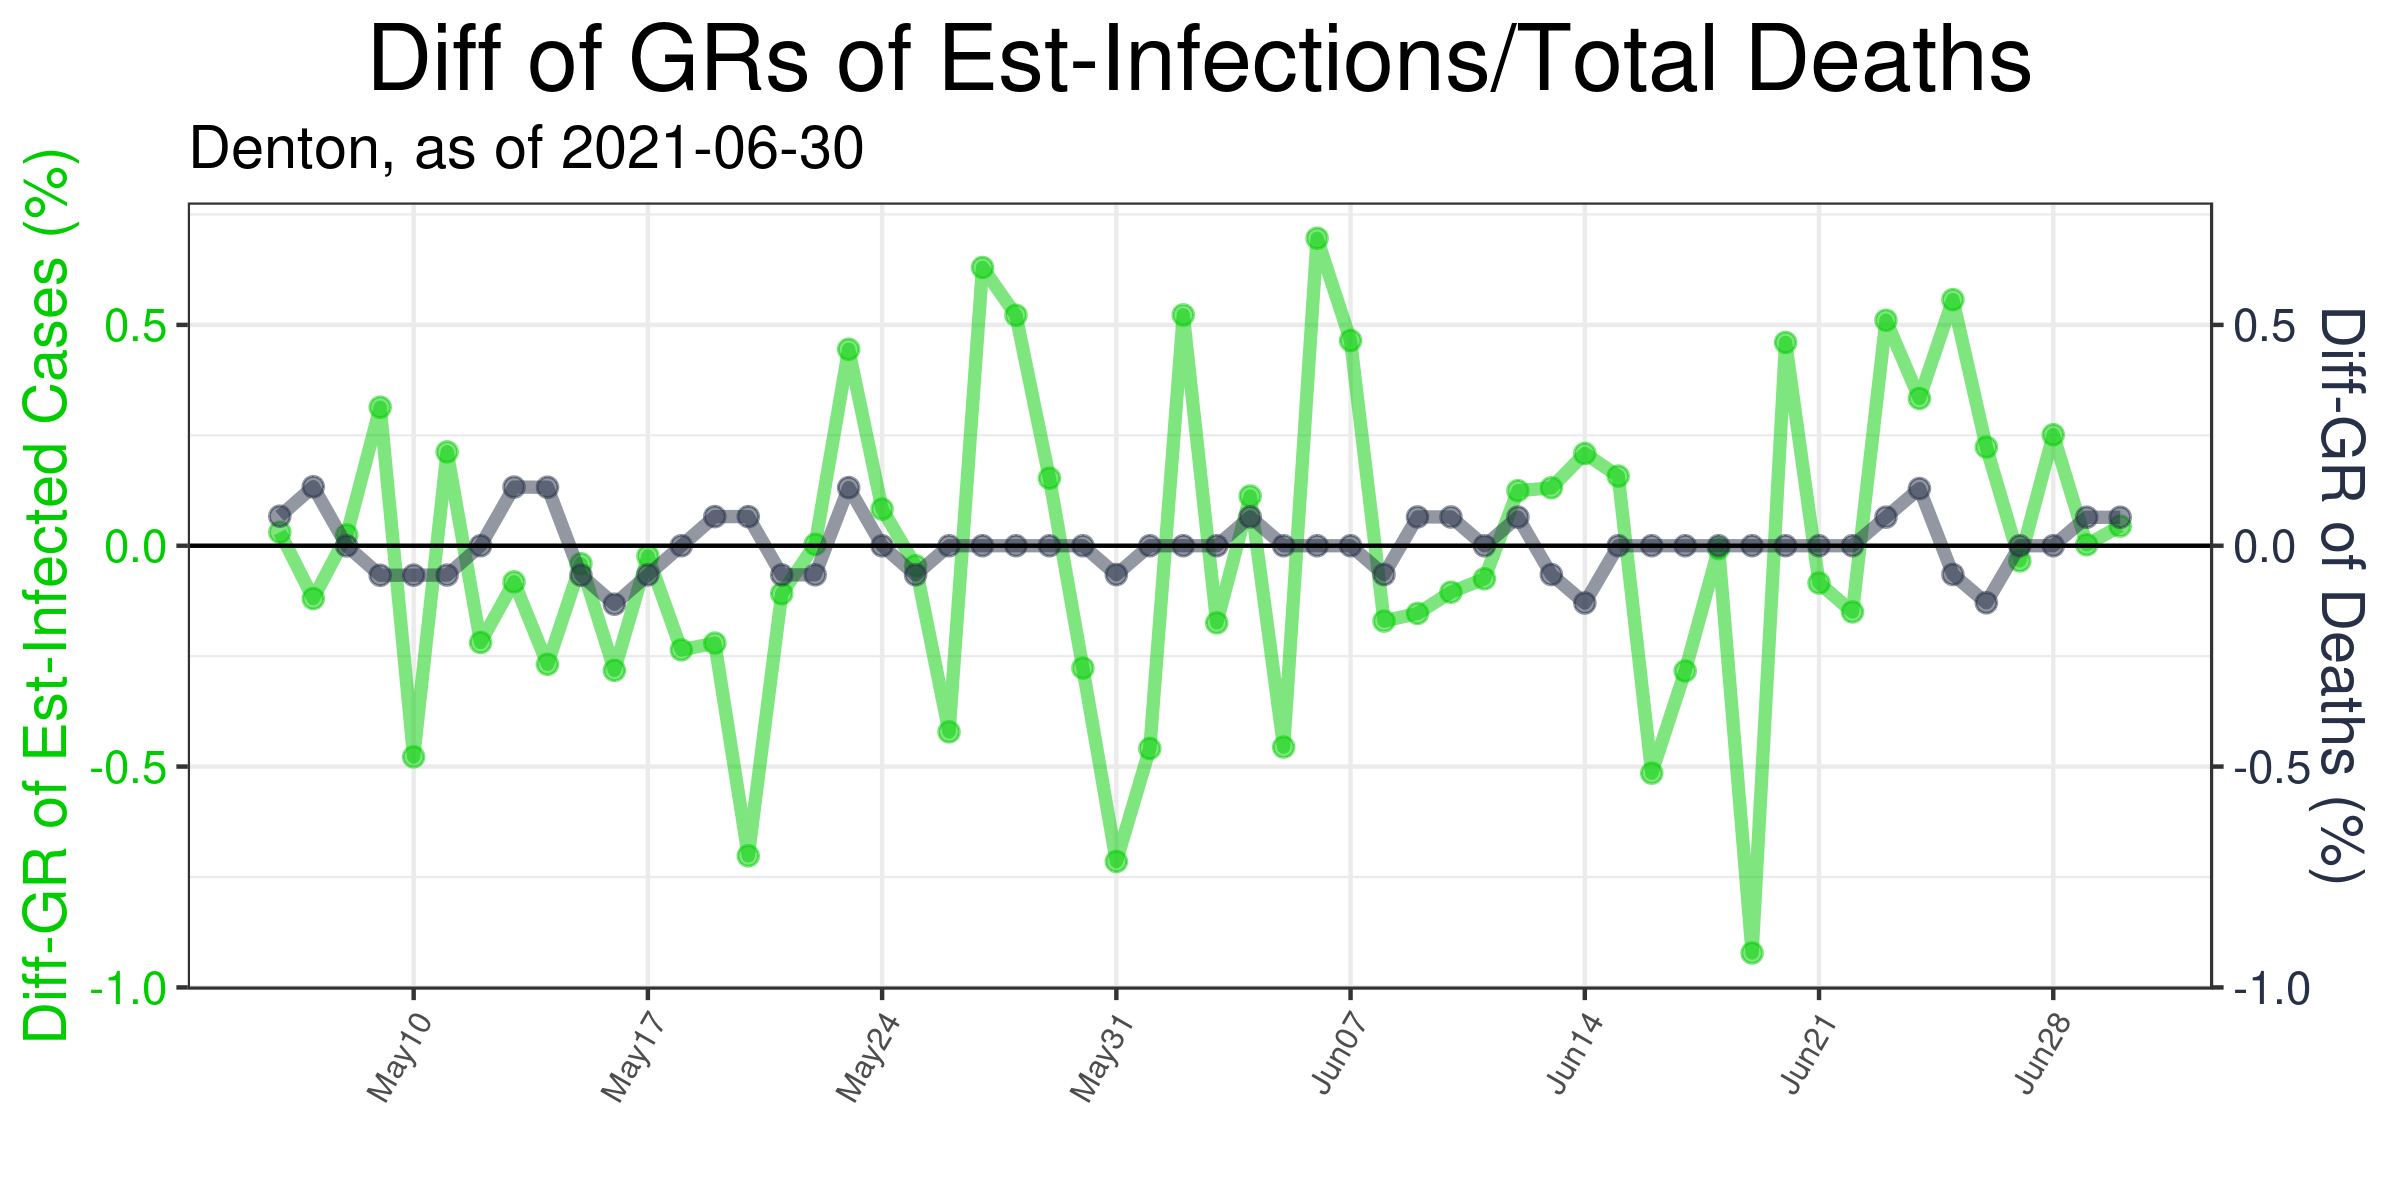 Diff of GRs of Est-Infections/Total Deaths
Denton, as of 2021-06-30
Diff-GR of Est-Infected Cases (%)
0.5
0.0
-0.5
-1.0
0.5
0.0
-0.5
-1.0
Diff-GR of Deaths (%)
May10
May17
May24
May31
Jun07
Jun14
Jun21
Jun28